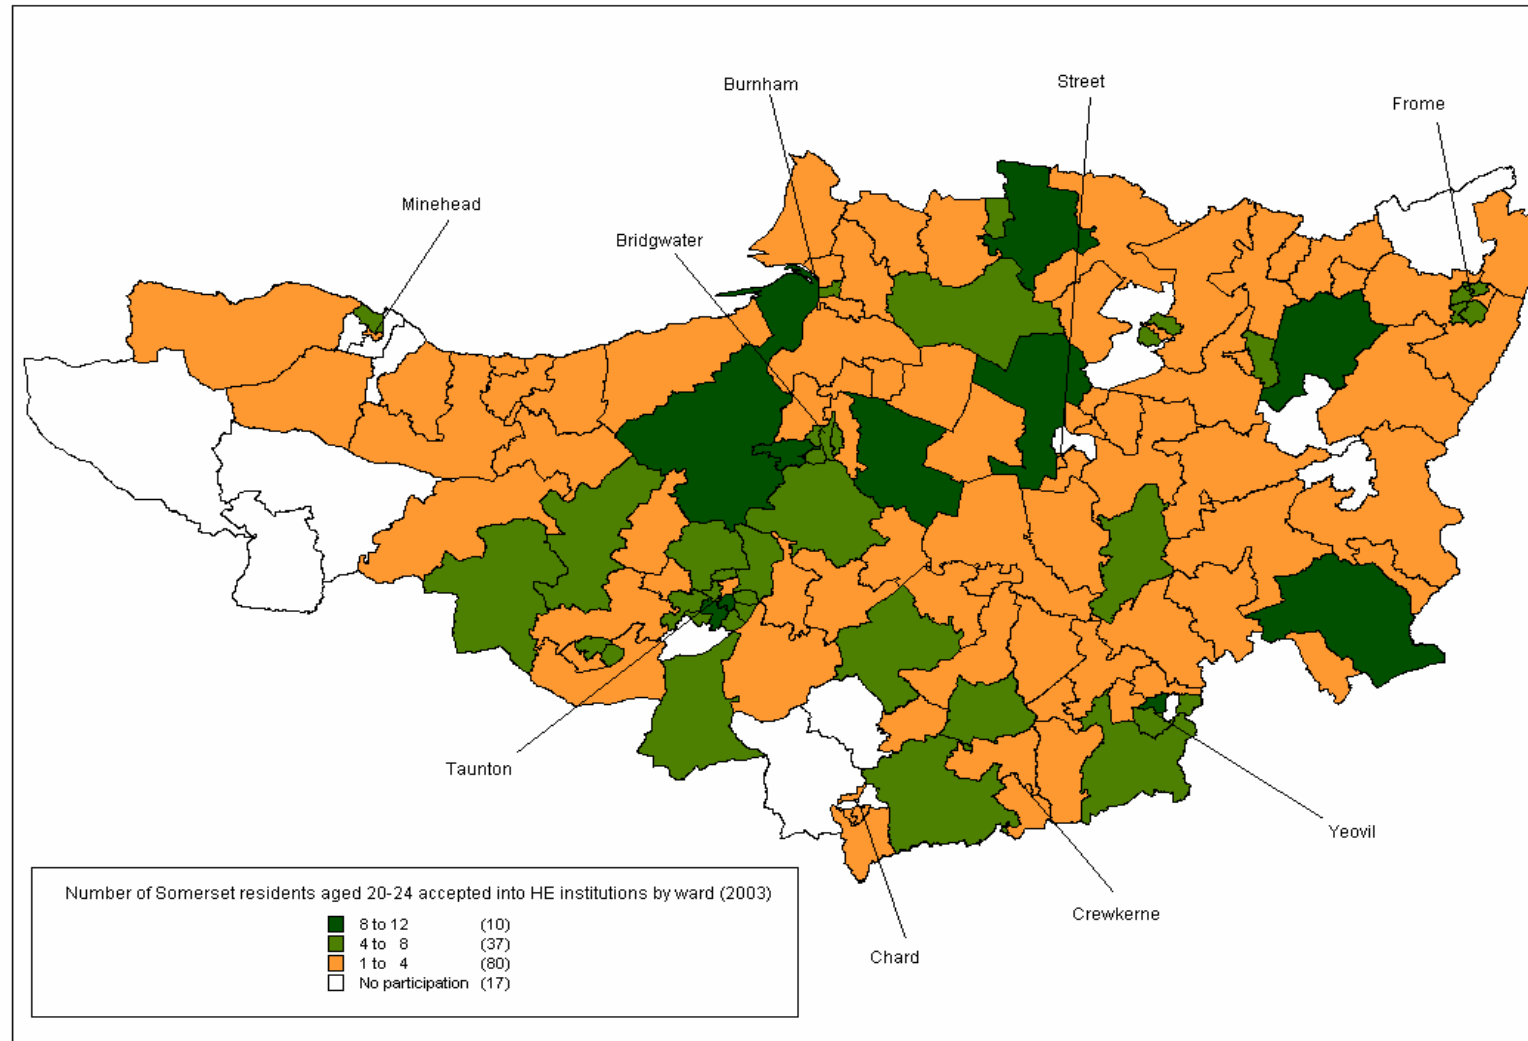 Burnham
Street
Frome
Minehead
Bridgwater
Taunton
Yeovil
Crewkerne
Chard
Number of Somerset residents aged 20-24 accepted into HE institutions by ward (2003)
8 to 12 (10)
4 to 8 (37)
1 to 4 (80)
No participation (17)